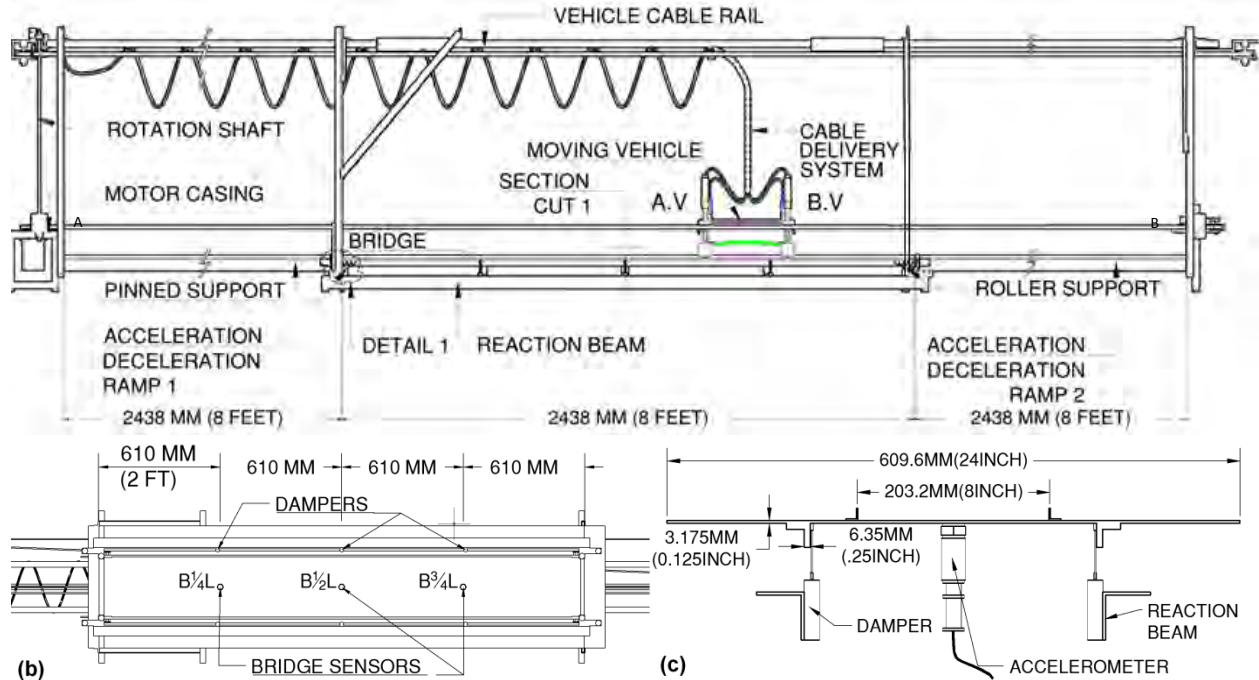 VEHICLE CABLE RAIL
ROTATION SHAFT
MOTOR CASING
MOVING VEHICLE
SECTION
CUT 1
CABLE
DELIVERY
SYSTEM
A.V
B.V
A
B
BRIDGE
PINNED SUPPORT
ROLLER SUPPORT
ACCELERATION
DECELERATION
RAMP 1
DETAIL 1
REACTION BEAM
ACCELERATION
DECELERATION
RAMP 2
2438 MM (8 FEET)
2438 MM (8 FEET)
2438 MM (8 FEET)
610 MM
(2 FT)
610 MM
610 MM
610 MM
DAMPERS
B¼L
B½L
B¾L
BRIDGE SENSORS
(b)
609.6MM(24INCH)
203.2MM(8INCH)
3.175MM
(0.125INCH)
6.35MM
(.25INCH)
DAMPER
REACTION
BEAM
ACCELEROMETER
(c)